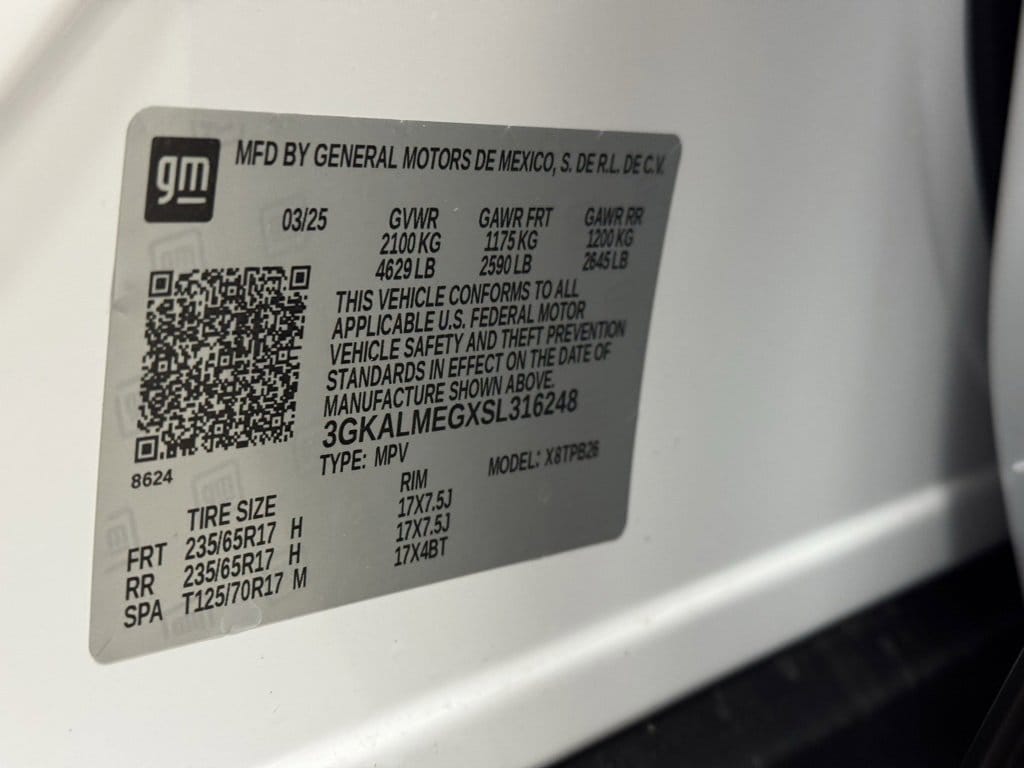 gm
MFD BY GENERAL MOTORS DE MEXICO, S. DE R.L. DE C.V.
03/25 GVWR GAWR FRT GAWR RR
2100 KG 1175 KG 1200 KG
4629 LB 2590 LB 2645 LB
THIS VEHICLE CONFORMS TO ALL
APPLICABLE U.S. FEDERAL MOTOR
VEHICLE SAFETY AND THEFT PREVENTION
STANDARDS IN EFFECT ON THE DATE OF
MANUFACTURE SHOWN ABOVE.
3GKALMEGXSL316248
TYPE: MPV MODEL: X8TPB26
8624
TIRE SIZE RIM
FRT 235/65R17 H 17X7.5J
RR 235/65R17 H 17X7.5J
SPA T125/70R17 M 17X4BT